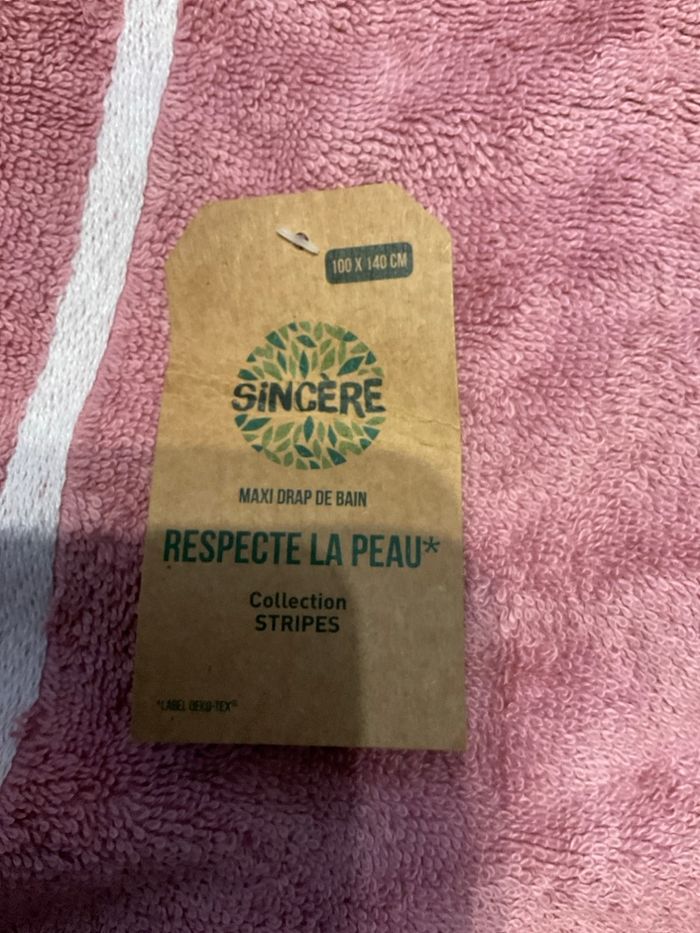 100 X 140 CM
SINCÈRE
MAXI DRAP DE BAIN
RESPECTE LA PEAU*
Collection
STRIPES
*LABEL OEKO-TEX®